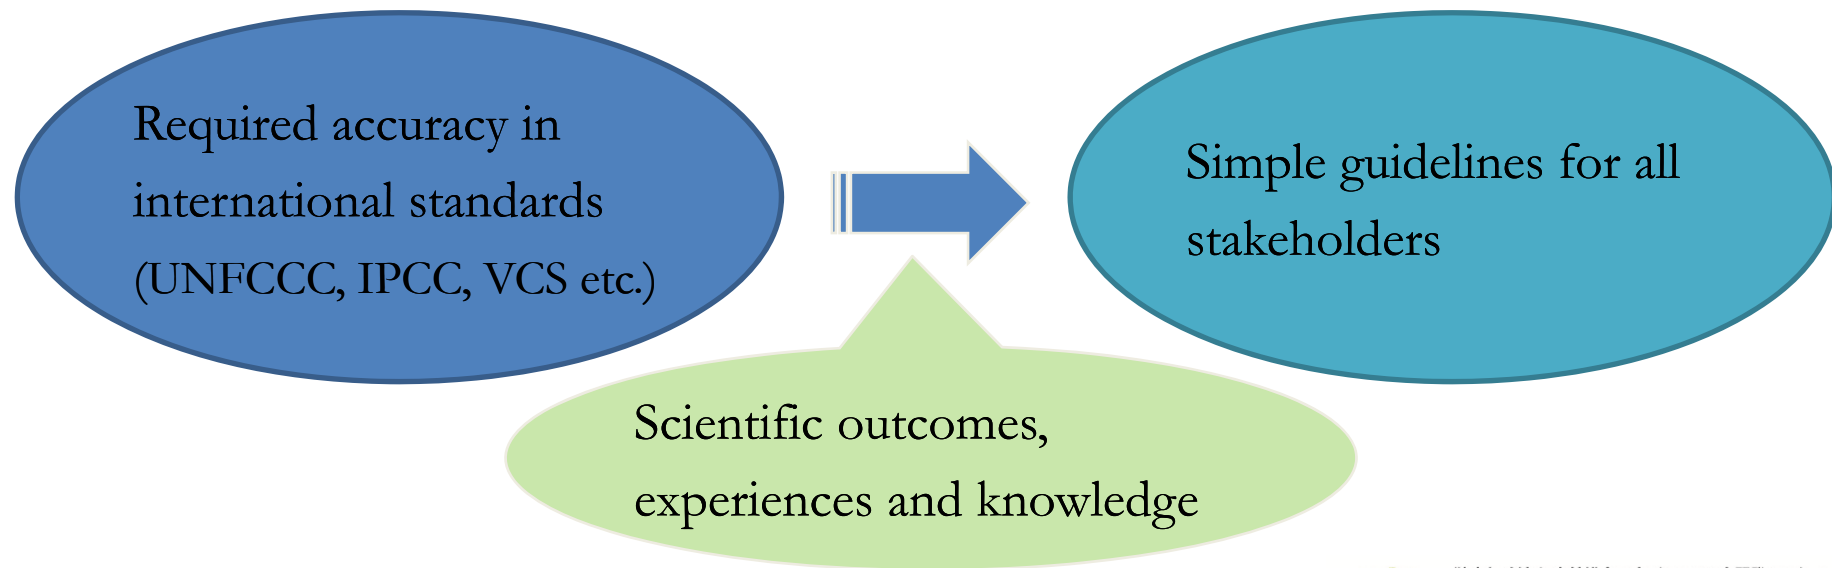 Required accuracy in
international standards
(UNFCCC, IPCC, VCS etc.)
Simple guidelines for all
stakeholders
Scientific outcomes,
experiences and knowledge